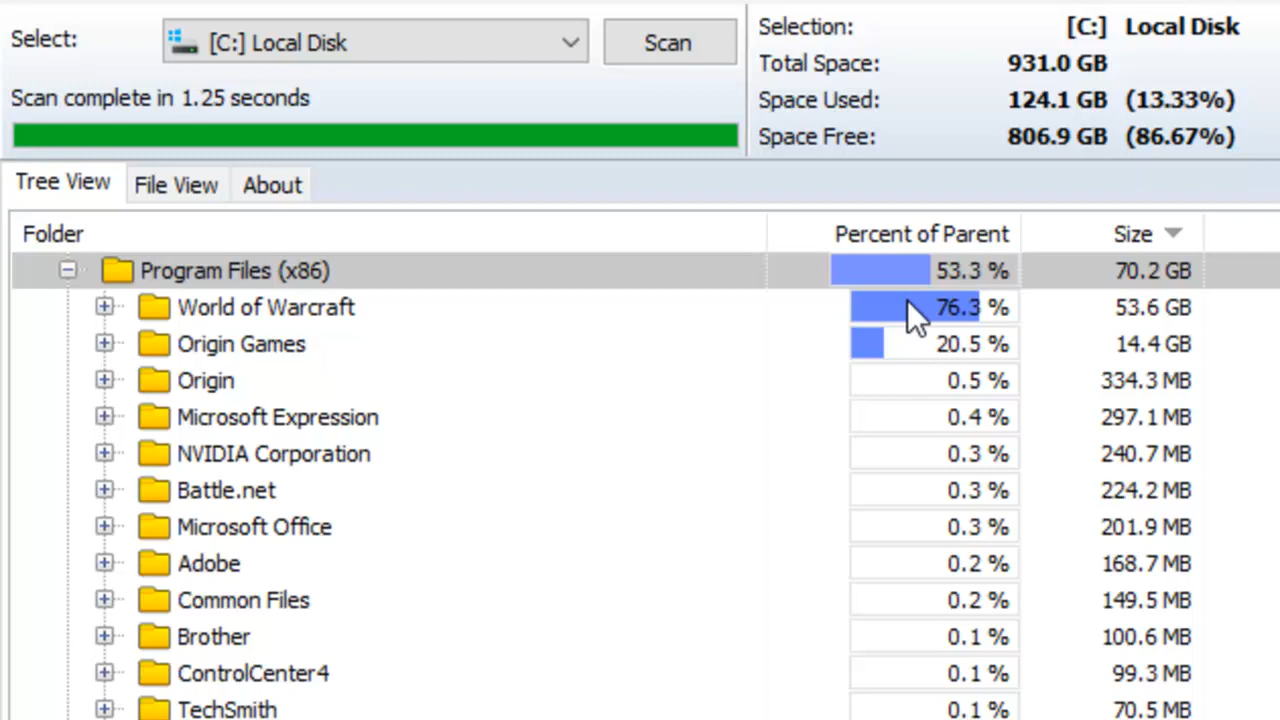 Select: [C:] Local Disk Scan
Scan complete in 1.25 seconds
Selection: [C:] Local Disk
Total Space: 931.0 GB
Space Used: 124.1 GB (13.33%)
Space Free: 806.9 GB (86.67%)
Tree View File View About
Folder Percent of Parent Size
Program Files (x86) 53.3 % 70.2 GB
World of Warcraft 76.3 % 53.6 GB
Origin Games 20.5 % 14.4 GB
Origin 0.5 % 334.3 MB
Microsoft Expression 0.4 % 297.1 MB
NVIDIA Corporation 0.3 % 240.7 MB
Battle.net 0.3 % 224.2 MB
Microsoft Office 0.3 % 201.9 MB
Adobe 0.2 % 168.7 MB
Common Files 0.2 % 149.5 MB
Brother 0.1 % 100.6 MB
ControlCenter4 0.1 % 99.3 MB
TechSmith 0.1 % 70.5 MB